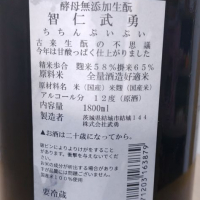 酵母無添加生酛
智仁武勇
ちちんぶいぶい
古来生酛の不思議
今年は甘酸っぱく仕上がりました
精米歩合 麹米58%掛米65%
原料米 全量酒造好適米
原材料 米(国産)米麹(国産米)
アルコール分 12度(原酒)
1800ml
製造者 茨城県結城市結城144
株式会社武勇
▲お酒は二十歳になってから。
要冷蔵